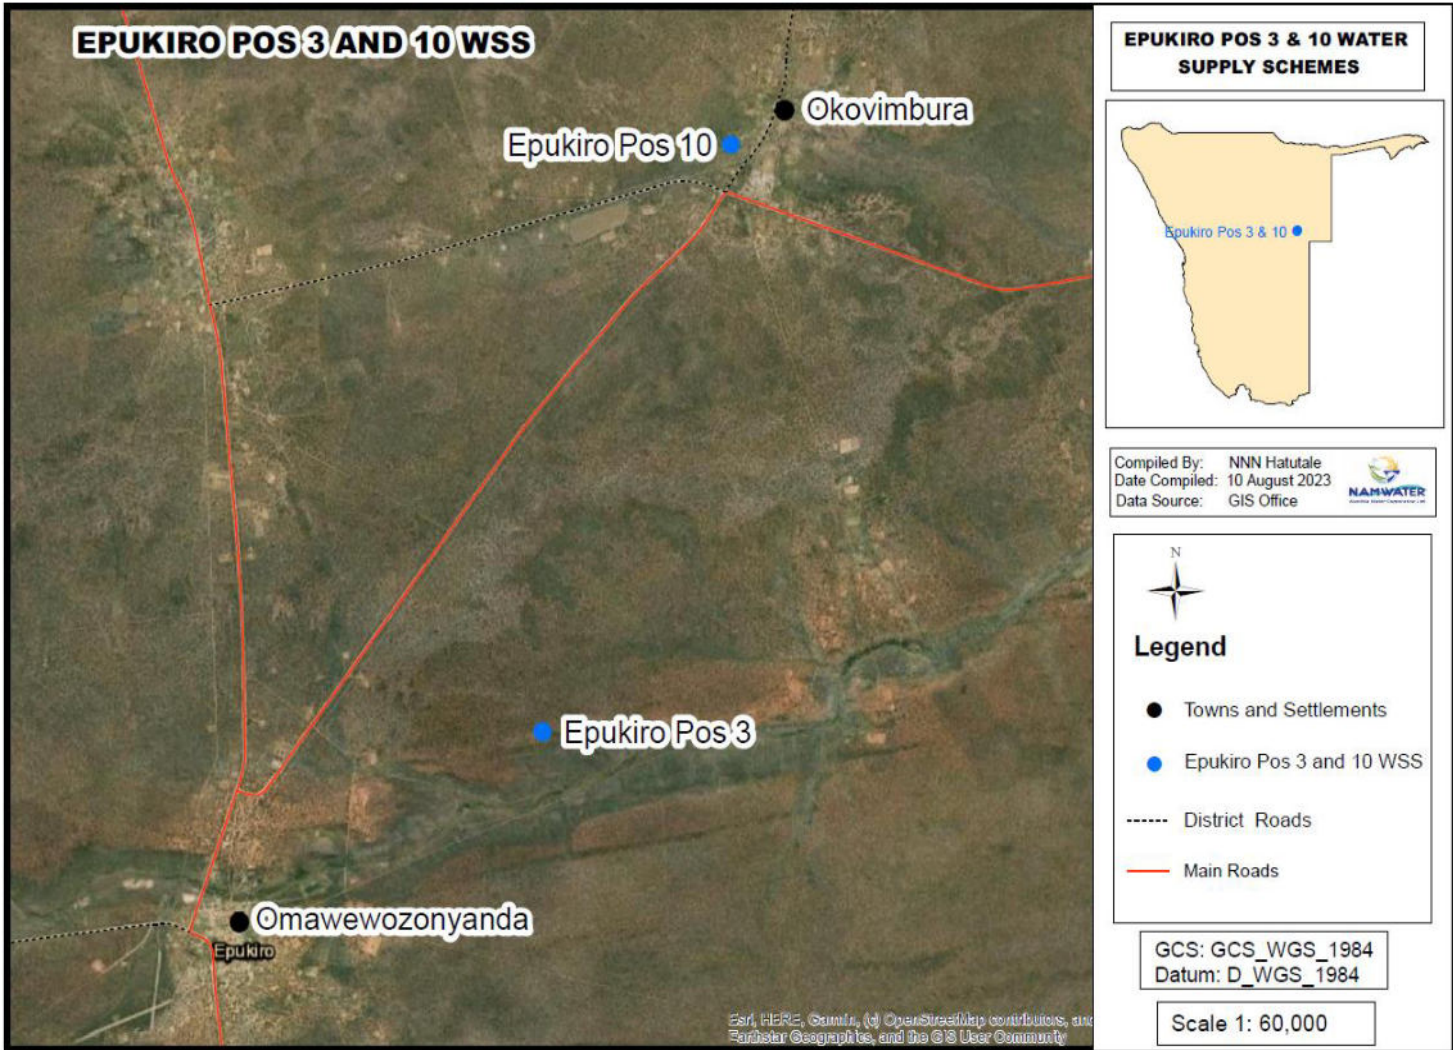 EPUKIRO POS 3 AND 10 WSS
Okovimbura
Epukiro Pos 10
Epukiro Pos 3
Omawewozonyanda
Epukiro
Esri, HERE, Garmin, (c) OpenStreetMap contributors, and
Earthstar Geographics, and the GIS User Community
EPUKIRO POS 3 & 10 WATER
SUPPLY SCHEMES
Epukiro Pos 3 & 10
Compiled By: NNN Hatutale
Date Compiled: 10 August 2023
Data Source: GIS Office
NAMWATER
N
Legend
Towns and Settlements
Epukiro Pos 3 and 10 WSS
District Roads
Main Roads
GCS: GCS_WGS_1984
Datum: D_WGS_1984
Scale 1: 60,000